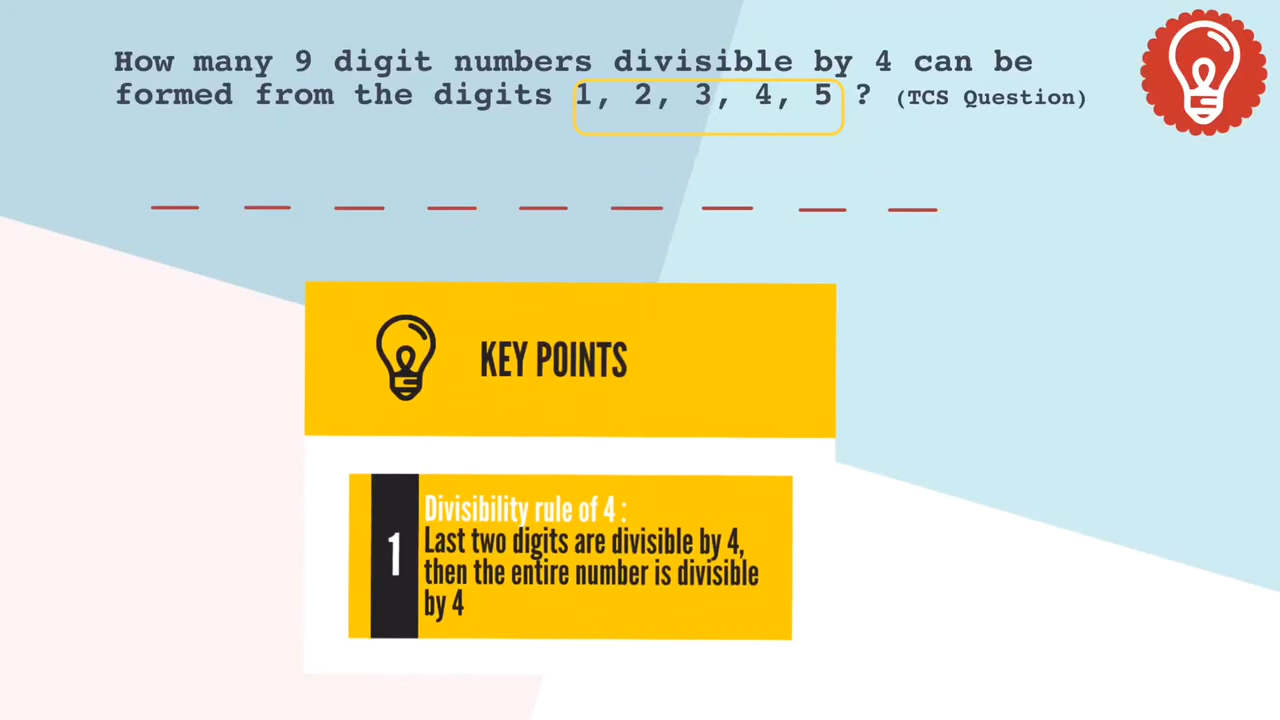 How many 9 digit numbers divisible by 4 can be
formed from the digits 1, 2, 3, 4, 5 ? (TCS Question)
KEY POINTS
1
Divisibility rule of 4 :
Last two digits are divisible by 4,
then the entire number is divisible
by 4